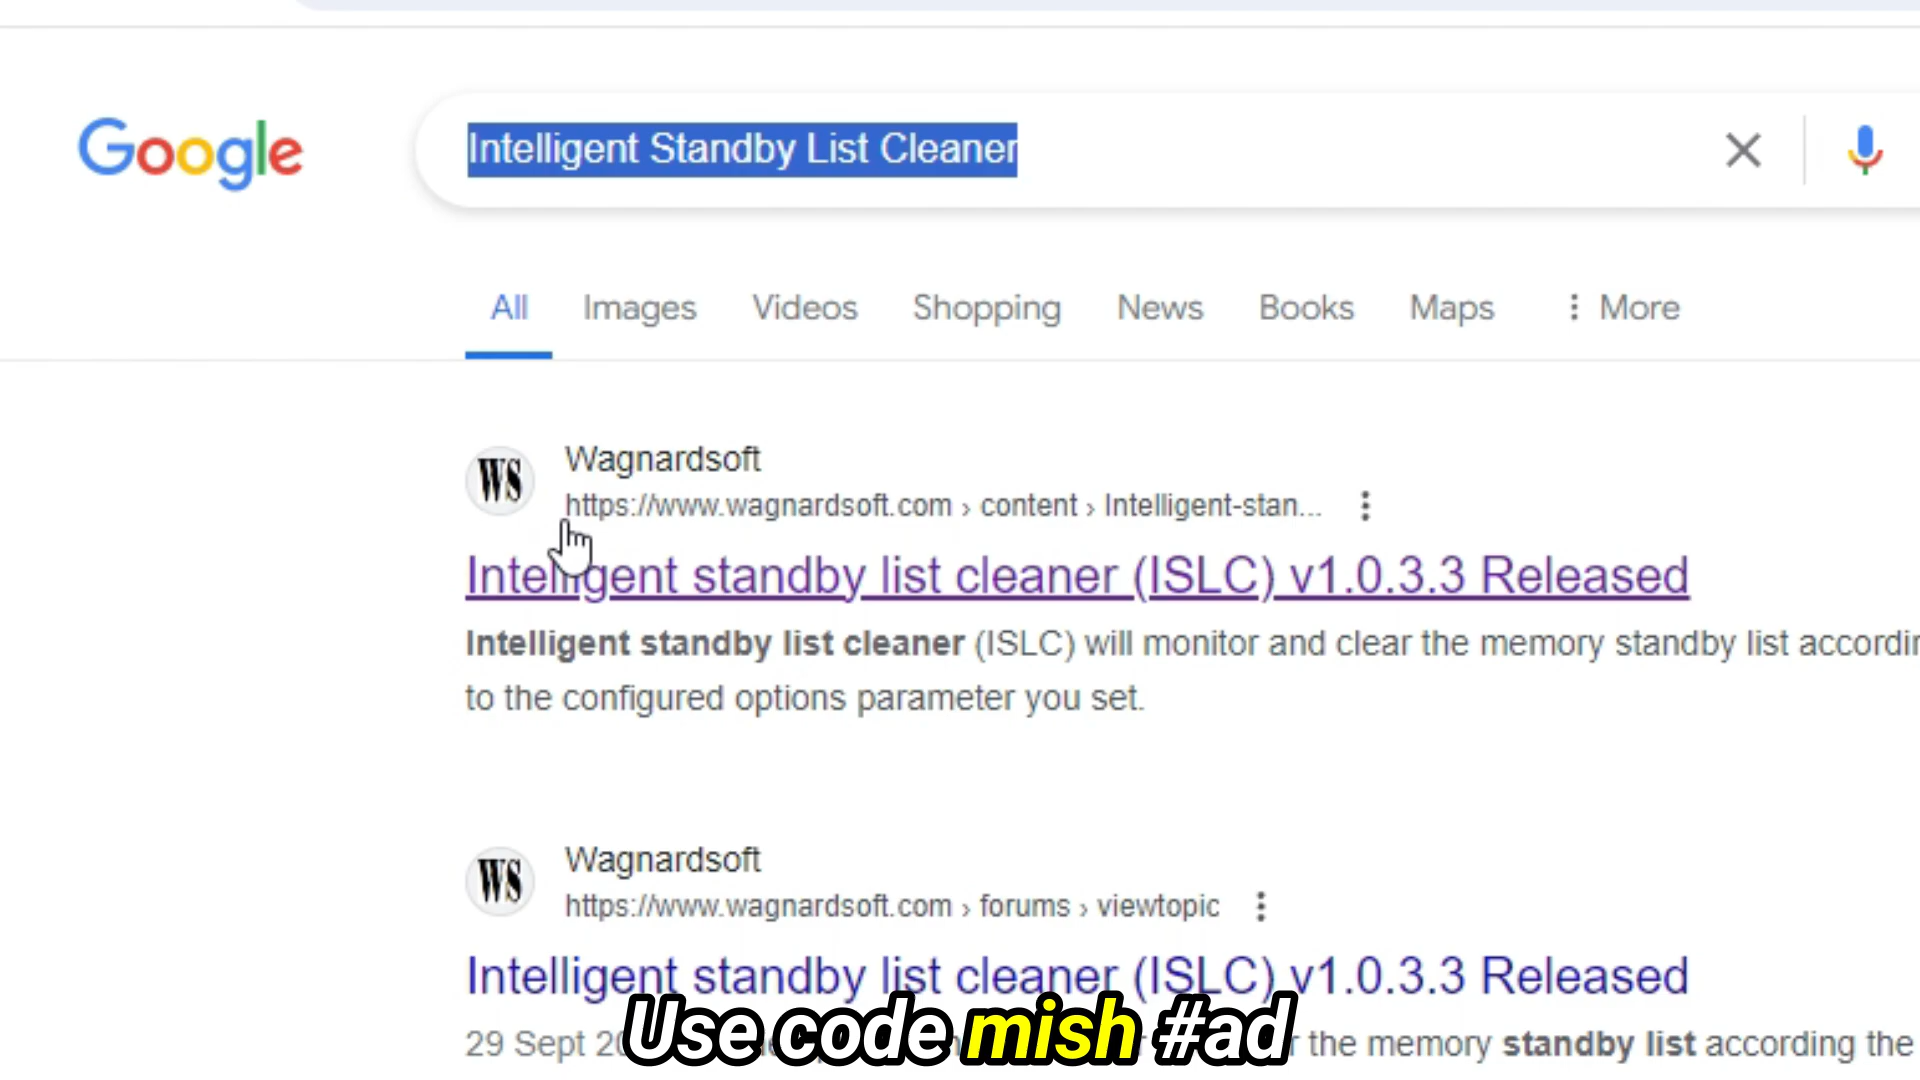 Google
Intelligent Standby List Cleaner
All Images Videos Shopping News Books Maps More
WS
Wagnardsoft
https://www.wagnardsoft.com › content › Intelligent-stan...
Intelligent standby list cleaner (ISLC) v1.0.3.3 Released
Intelligent standby list cleaner (ISLC) will monitor and clear the memory standby list accordin
to the configured options parameter you set.
WS
Wagnardsoft
https://www.wagnardsoft.com › forums › viewtopic
Intelligent standby list cleaner (ISLC) v1.0.3.3 Released
29 Sept the memory standby list according the
Use code mish #ad